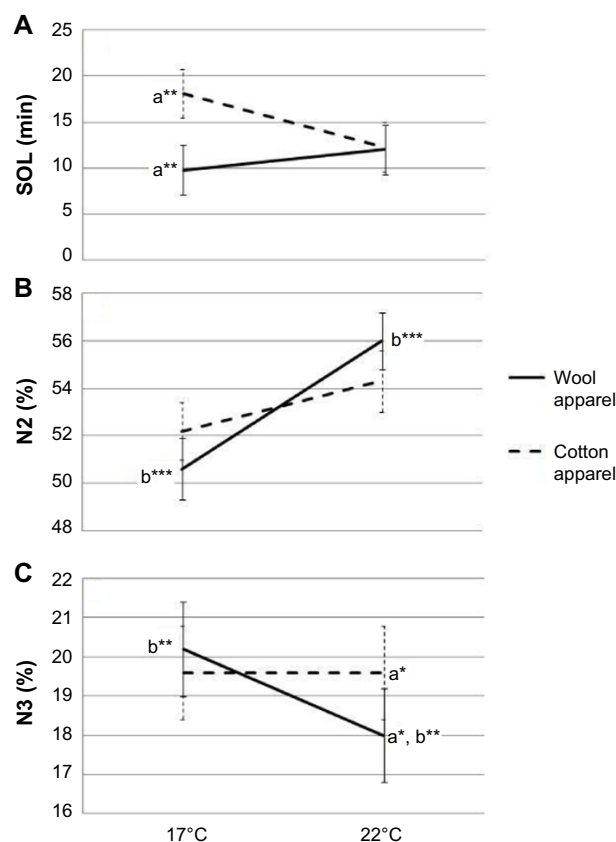 A
SOL (min)
25
20
15
10
5
0
a**
a**
B
N2 (%)
58
56
54
52
50
48
b***
b***
Wool
apparel
Cotton
apparel
C
N3 (%)
22
21
20
19
18
17
16
b**
a*
a*, b**
17°C
22°C